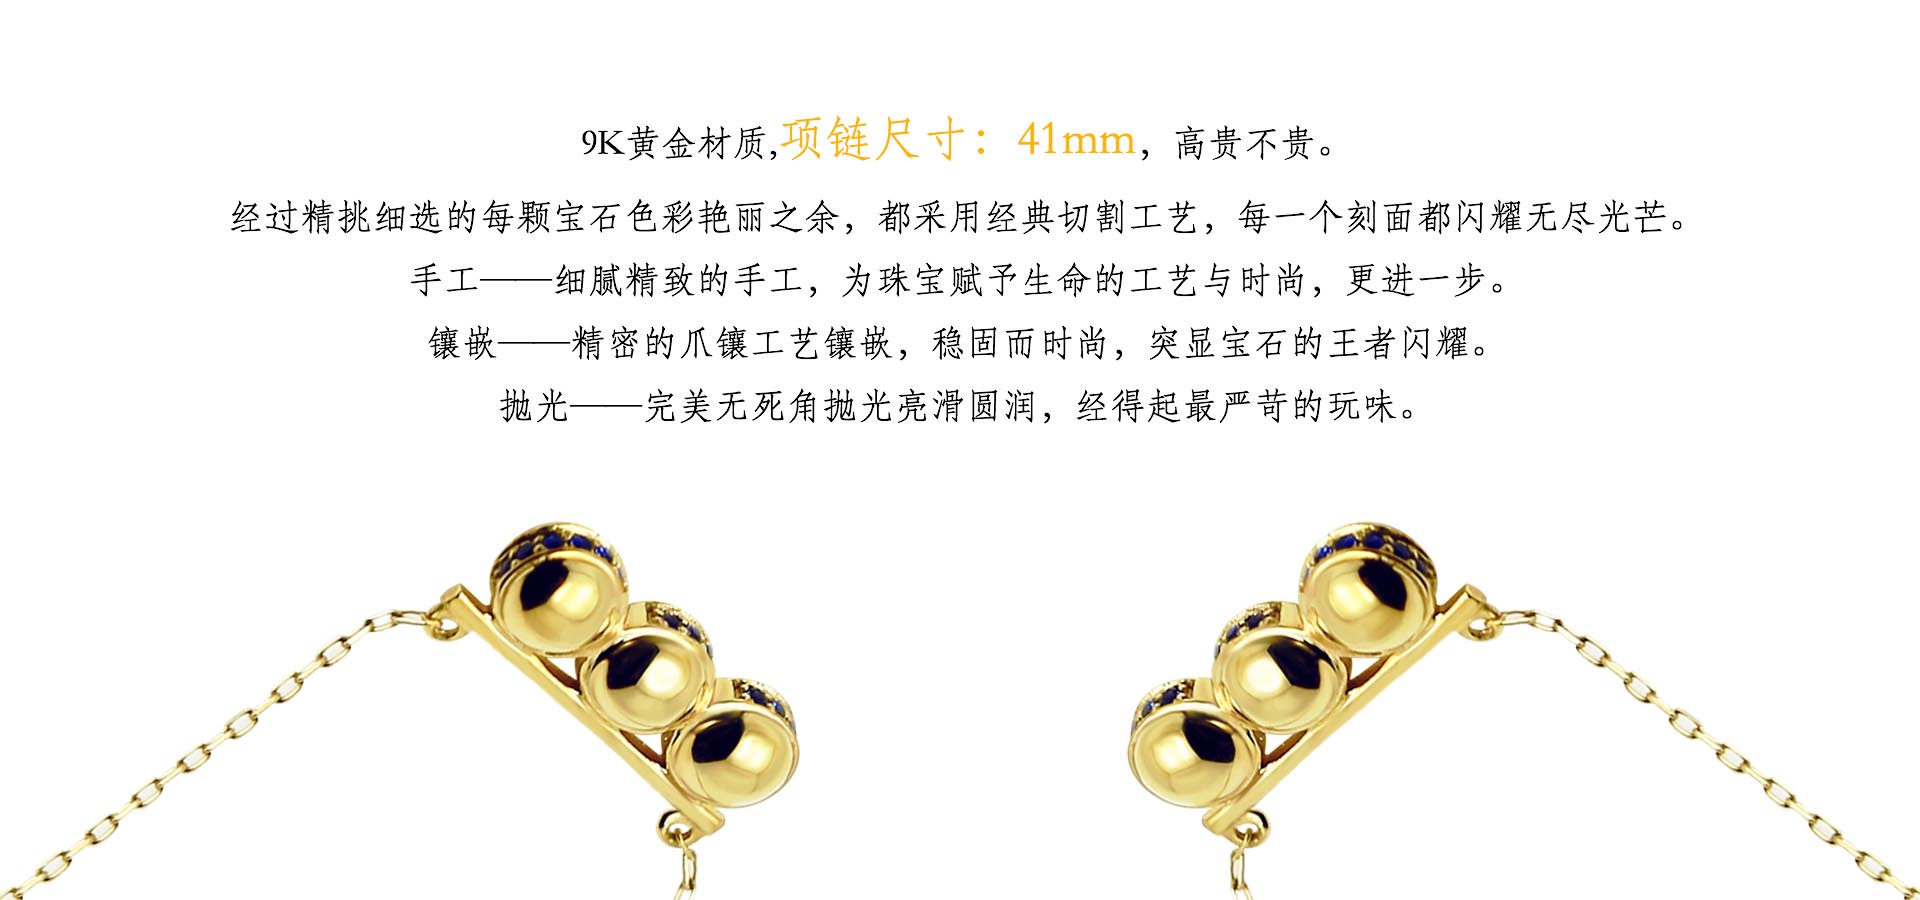 9K黄金材质,项链尺寸：41mm，高贵不贵。
经过精挑细选的每颗宝石色彩艳丽之余，都采用经典切割工艺，每一个刻面都闪耀无尽光芒。
手工——细腻精致的手工，为珠宝赋予生命的工艺与时尚，更进一步。
镶嵌——精密的爪镶工艺镶嵌，稳固而时尚，突显宝石的王者闪耀。
抛光——完美无死角抛光亮滑圆润，经得起最严苛的玩味。